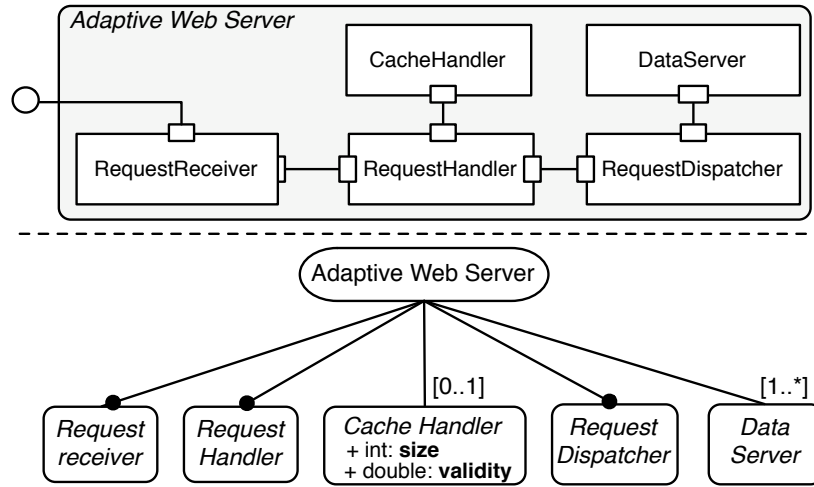 Adaptive Web Server
CacheHandler
DataServer
RequestReceiver
RequestHandler
RequestDispatcher
Adaptive Web Server
[0..1]
[1..*]
Request
receiver
Request
Handler
Cache Handler
+ int: size
+ double: validity
Request
Dispatcher
Data
Server